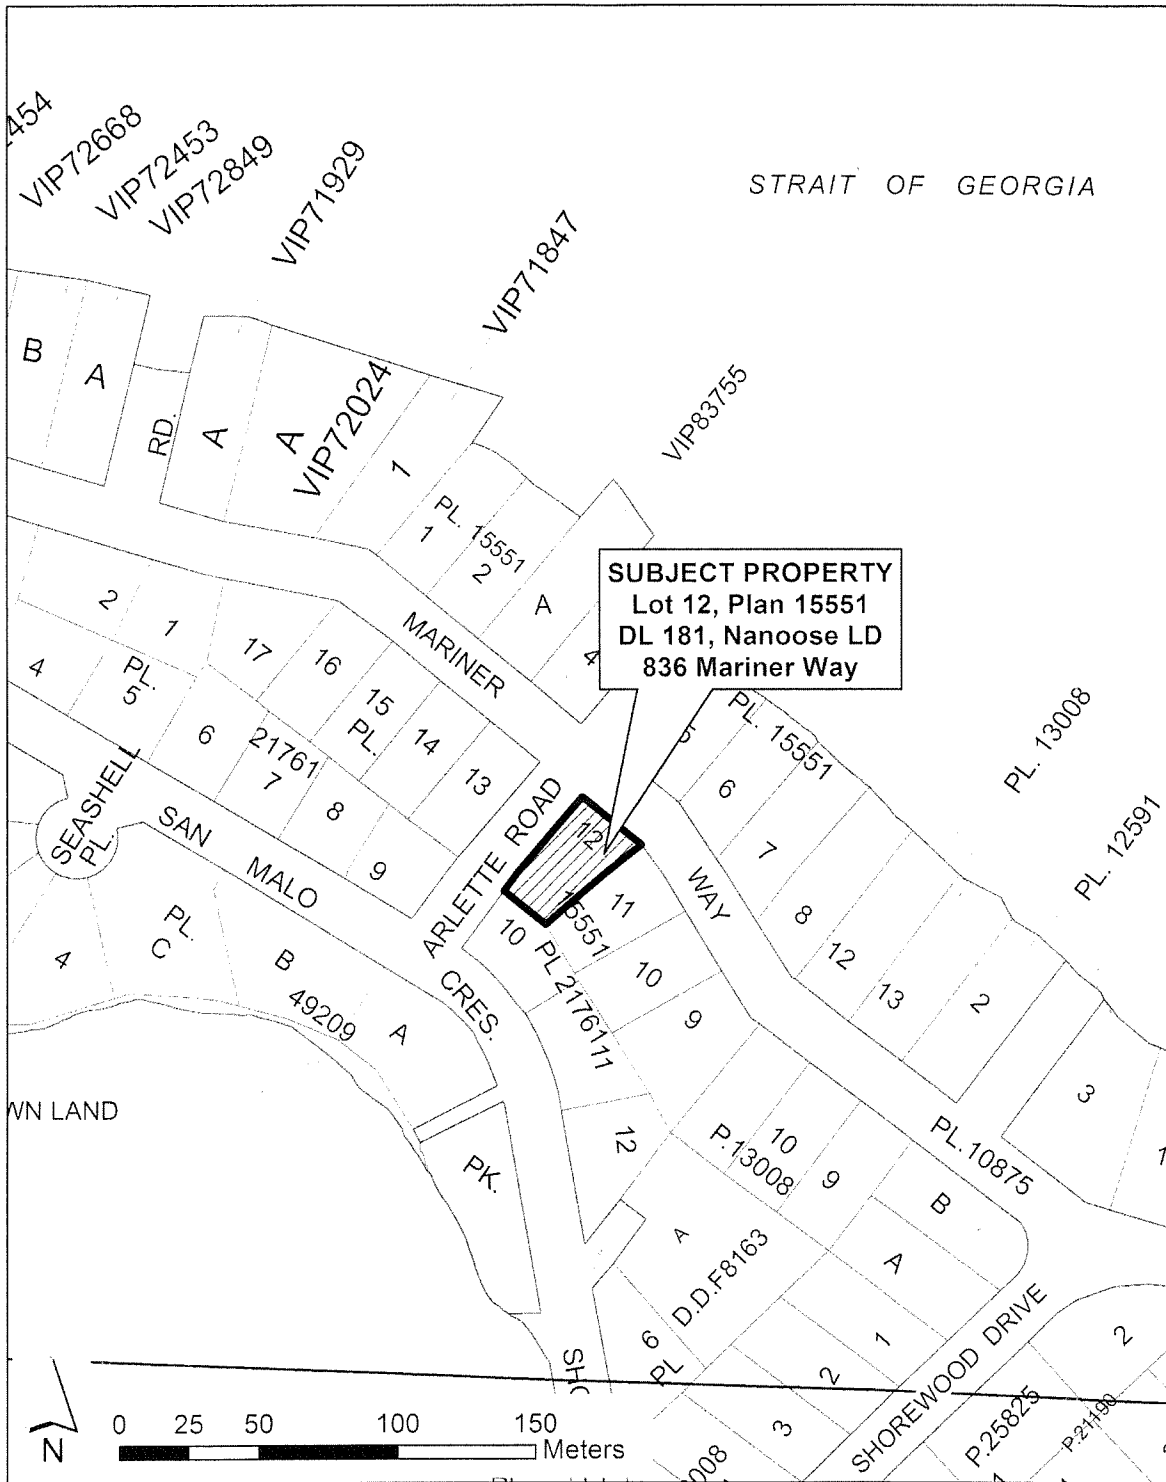 VIP72668
VIP72453
VIP72849
VIP71929
VIP71847
STRAIT OF GEORGIA
B
A
RD.
A
A
VIP72024
1
VIP83755
PL. 15551
1
2
A
4
SUBJECT PROPERTY
Lot 12, Plan 15551
DL 181, Nanoose LD
836 Mariner Way
MARINER
2
1
17
16
15
PL.
14
13
4
PL.
5
6
21761
7
8
9
SEASHELL
PL.
SAN MALO
CRES.
ARLETTE ROAD
12
15551
11
10
PL 21761
11
10
9
WAY
PL. 15551
6
7
8
12
13
2
PL. 13008
PL. 12591
3
1
4
PL.
C
B
49209
A
WN LAND
PK.
12
P.13008
10
9
PL.10875
B
A
A
D.D.F8163
6
PL
1
2
3
SHOREWOOD DRIVE
2
P.25825
P.21190
N
0 25 50 100 150
Meters